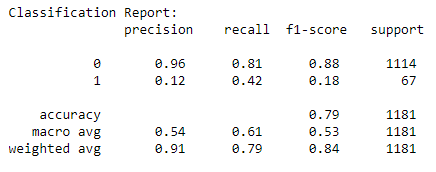 Classification Report:
precision recall f1-score support
0 0.96 0.81 0.88 1114
1 0.12 0.42 0.18 67
accuracy 0.79 1181
macro avg 0.54 0.61 0.53 1181
weighted avg 0.91 0.79 0.84 1181